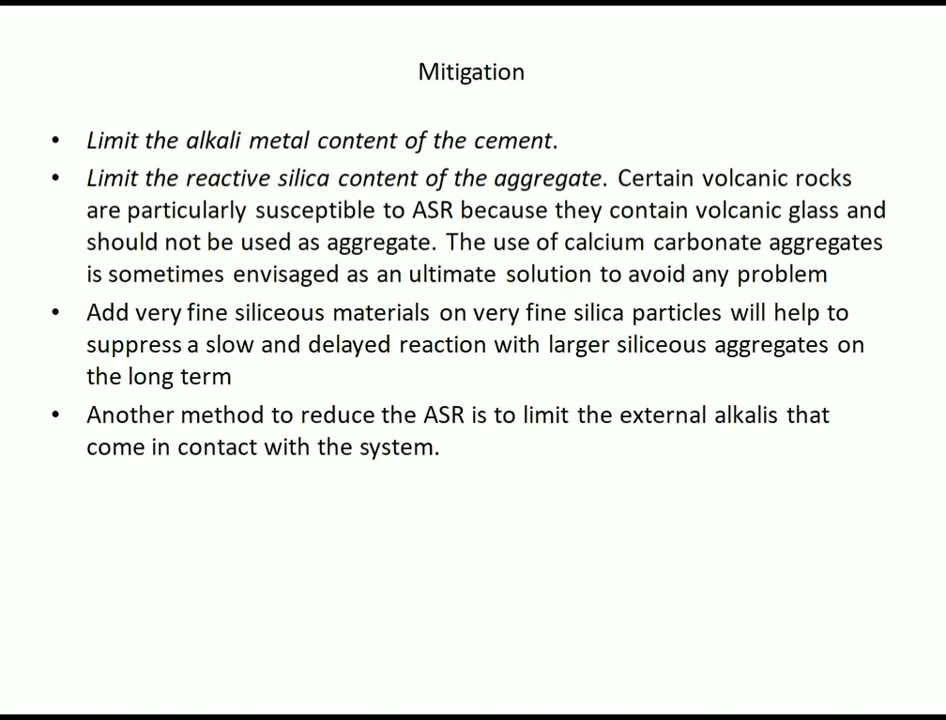 Mitigation
• Limit the alkali metal content of the cement.
• Limit the reactive silica content of the aggregate. Certain volcanic rocks
are particularly susceptible to ASR because they contain volcanic glass and
should not be used as aggregate. The use of calcium carbonate aggregates
is sometimes envisaged as an ultimate solution to avoid any problem
• Add very fine siliceous materials on very fine silica particles will help to
suppress a slow and delayed reaction with larger siliceous aggregates on
the long term
• Another method to reduce the ASR is to limit the external alkalis that
come in contact with the system.